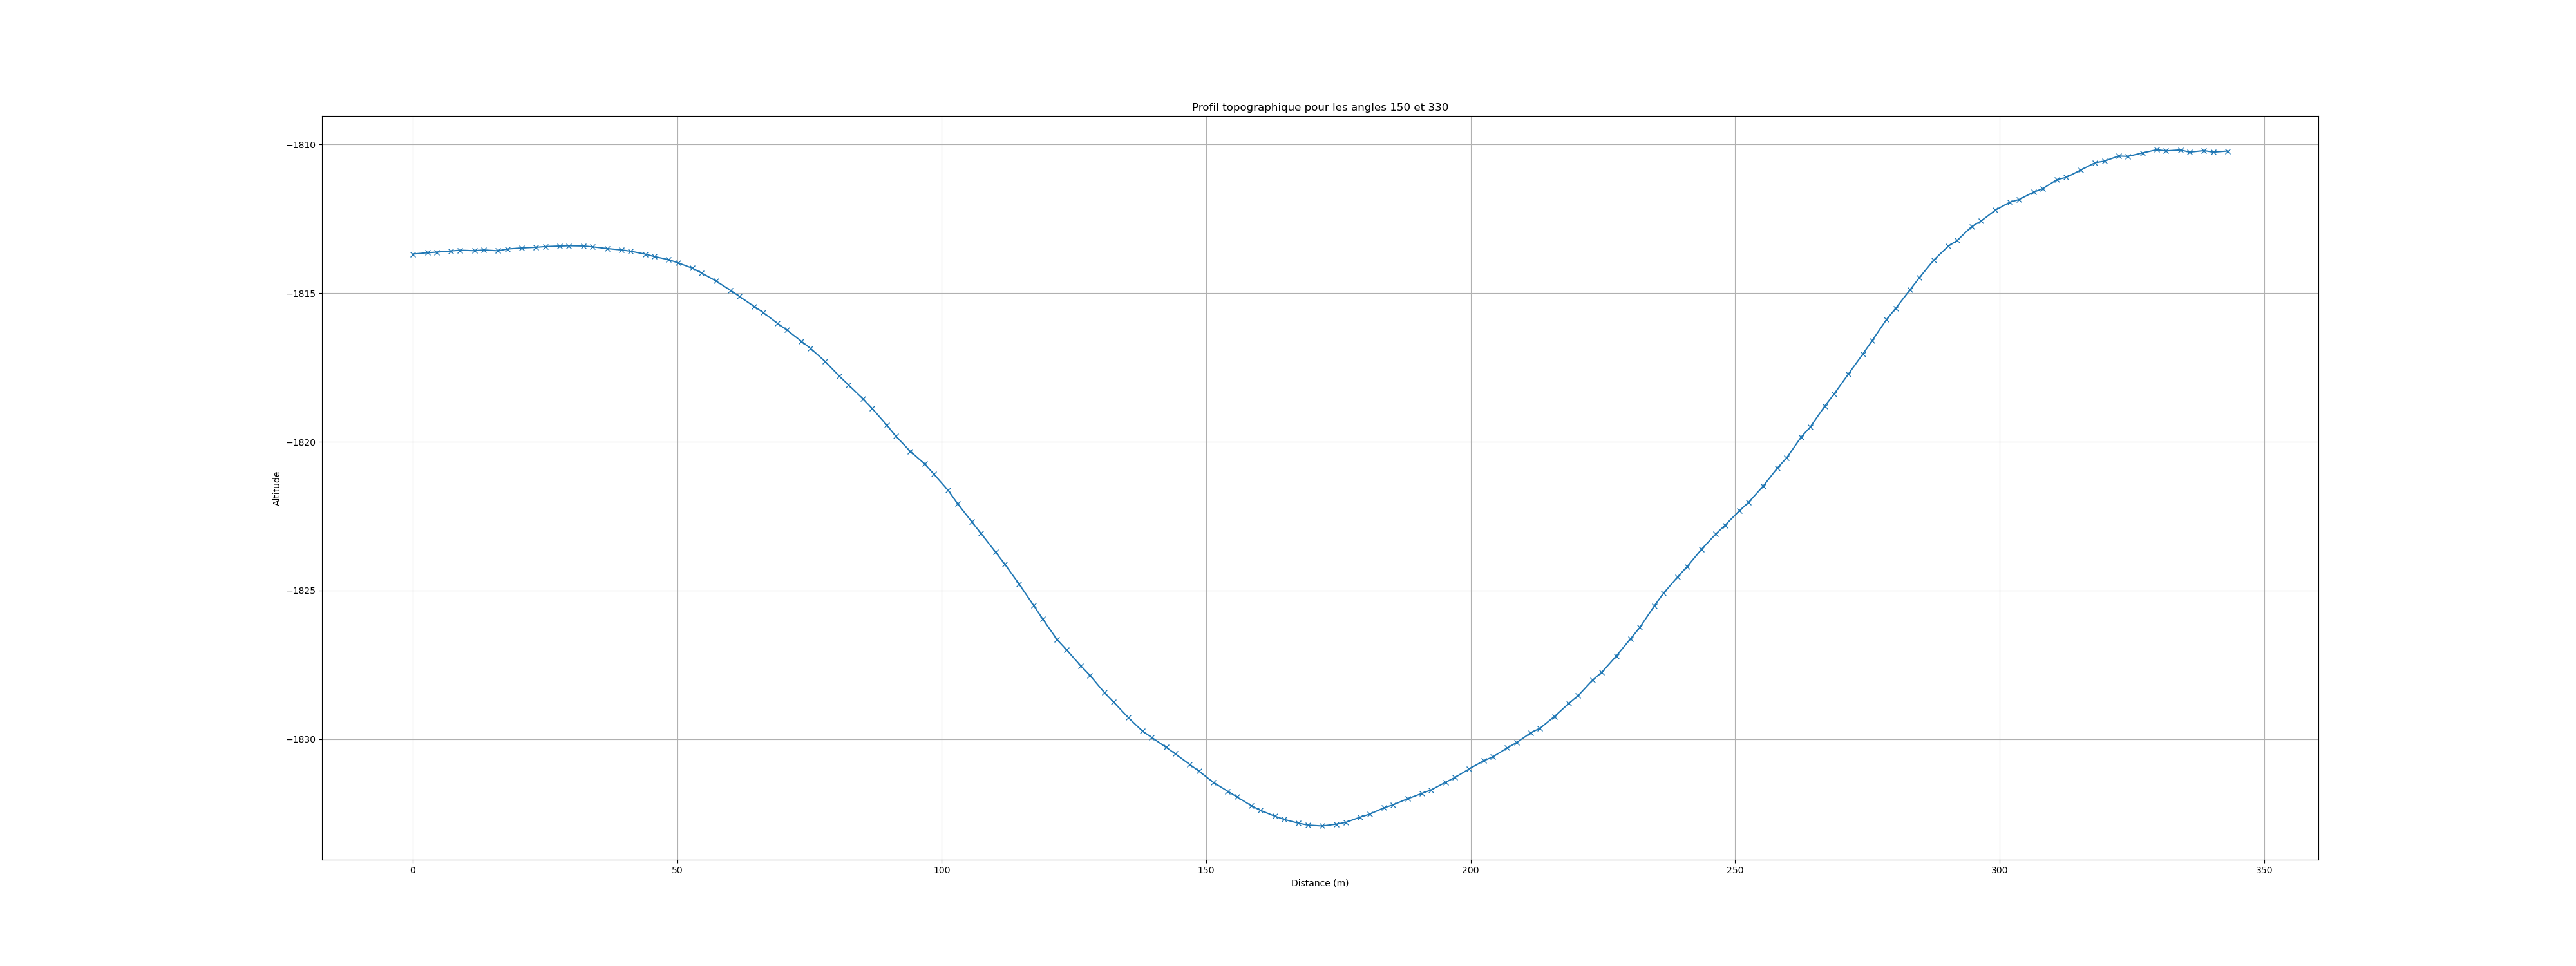 Profil topographique pour les angles 150 et 330
−1810
−1815
−1820
−1825
−1830
Altitude
0 50 100 150 200 250 300 350
Distance (m)